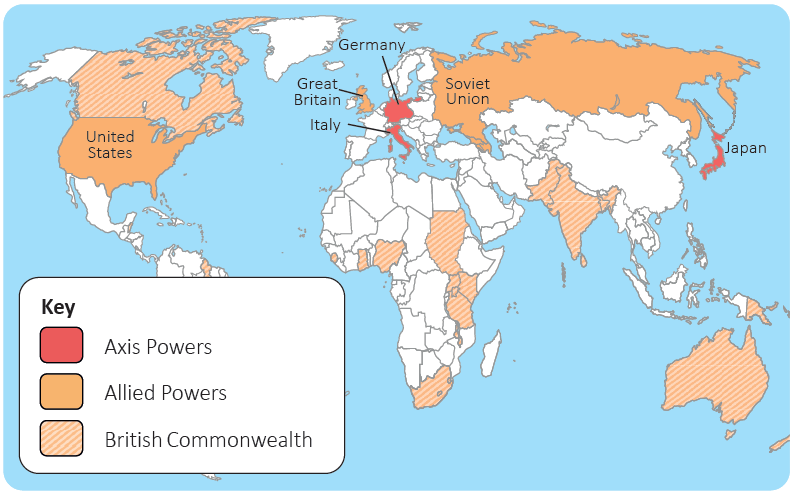 Germany
Great
Britain
Italy
Soviet
Union
United
States
Japan
Key
Axis Powers
Allied Powers
British Commonwealth